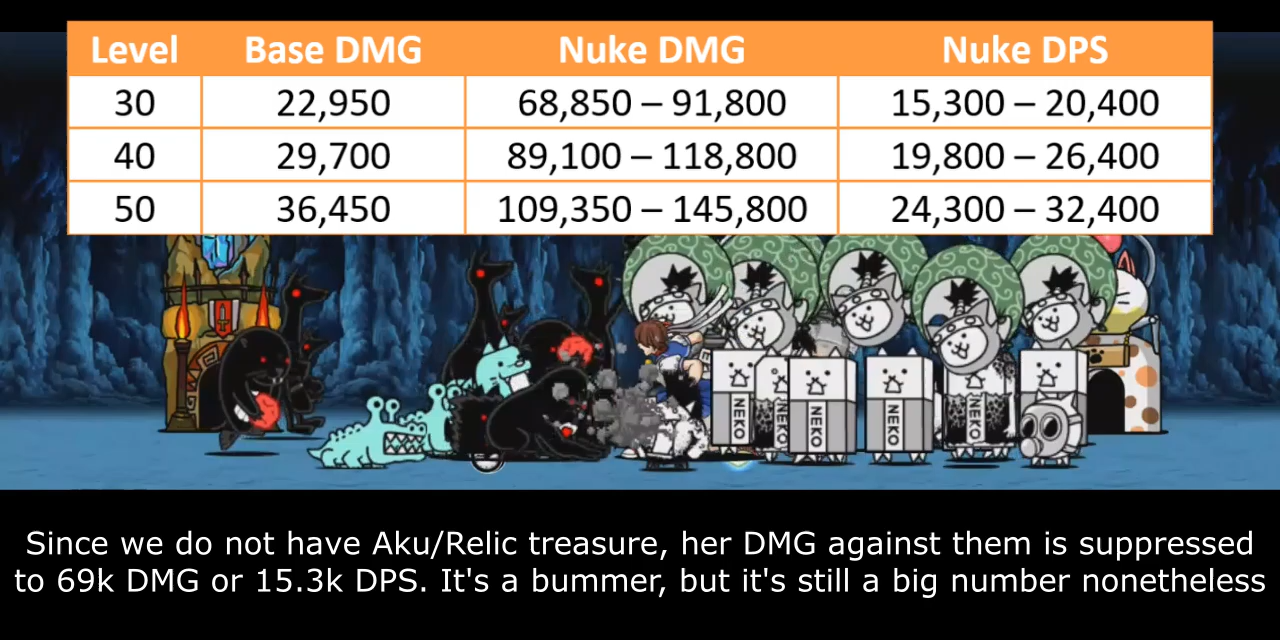 Level Base DMG Nuke DMG Nuke DPS
30 22,950 68,850 – 91,800 15,300 – 20,400
40 29,700 89,100 – 118,800 19,800 – 26,400
50 36,450 109,350 – 145,800 24,300 – 32,400
NEKO
NEKO
NEKO
NEKO
NEKO
NEKO
Since we do not have Aku/Relic treasure, her DMG against them is suppressed
to 69k DMG or 15.3k DPS. It's a bummer, but it's still a big number nonetheless